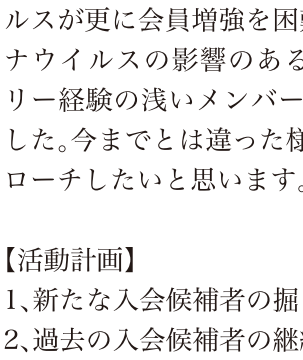 ルスが更に会員増強を困
ナウイルスの影響のある
リー経験の浅いメンバー
した。今までとは違った様
ローチしたいと思います。
【活動計画】
1、新たな入会候補者の掘
2、過去の入会候補者の継